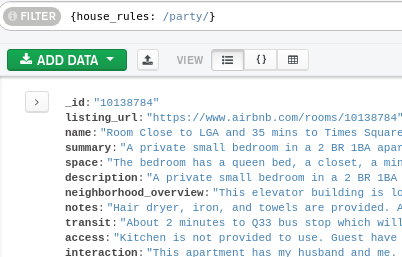 FILTER {house_rules: /party/}
ADD DATA VIEW {}
_id:"10138784"
listing_url:"https://www.airbnb.com/rooms/10138784"
name:"Room Close to LGA and 35 mins to Times Square
summary:"A private small bedroom in a 2 BR 1BA apar
space:"The bedroom has a queen bed, a closet, a min
description:"A private small bedroom in a 2 BR 1BA
neighborhood_overview:"This elevator building is lo
notes:"Hair dryer, iron, and towels are provided. A
transit:"About 2 minutes to Q33 bus stop which will
access:"Kitchen is not provided to use. Guest have
interaction:"This apartment has my husband and me.